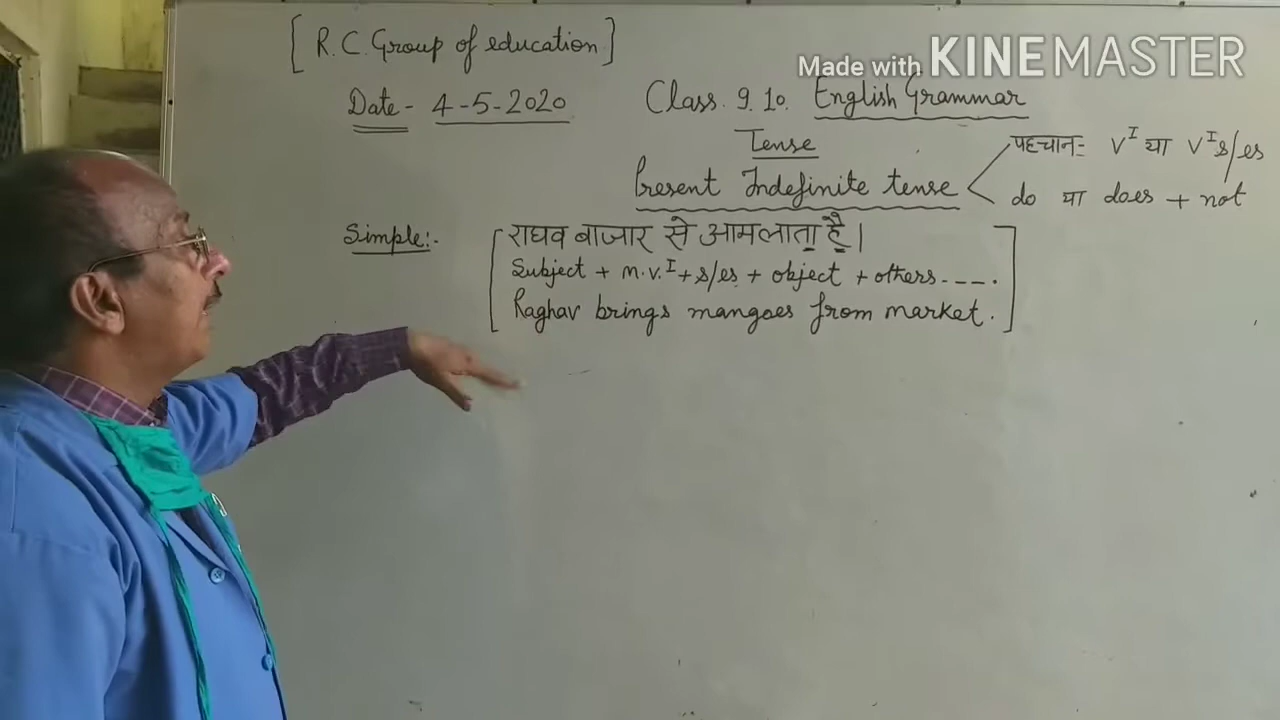 [R.C. Group of education]
Made with KINEMASTER
Date - 4-5-2020 Class. 9. 10. English Grammar
Tense
Present Indefinite tense
पहचान:- V^I या V^I s/es
do या does + not
Simple:-
राघव बाजार से आमलाता है।
Subject + m.v.^I + s/es + object + others ----.
Raghav brings mangoes from market.